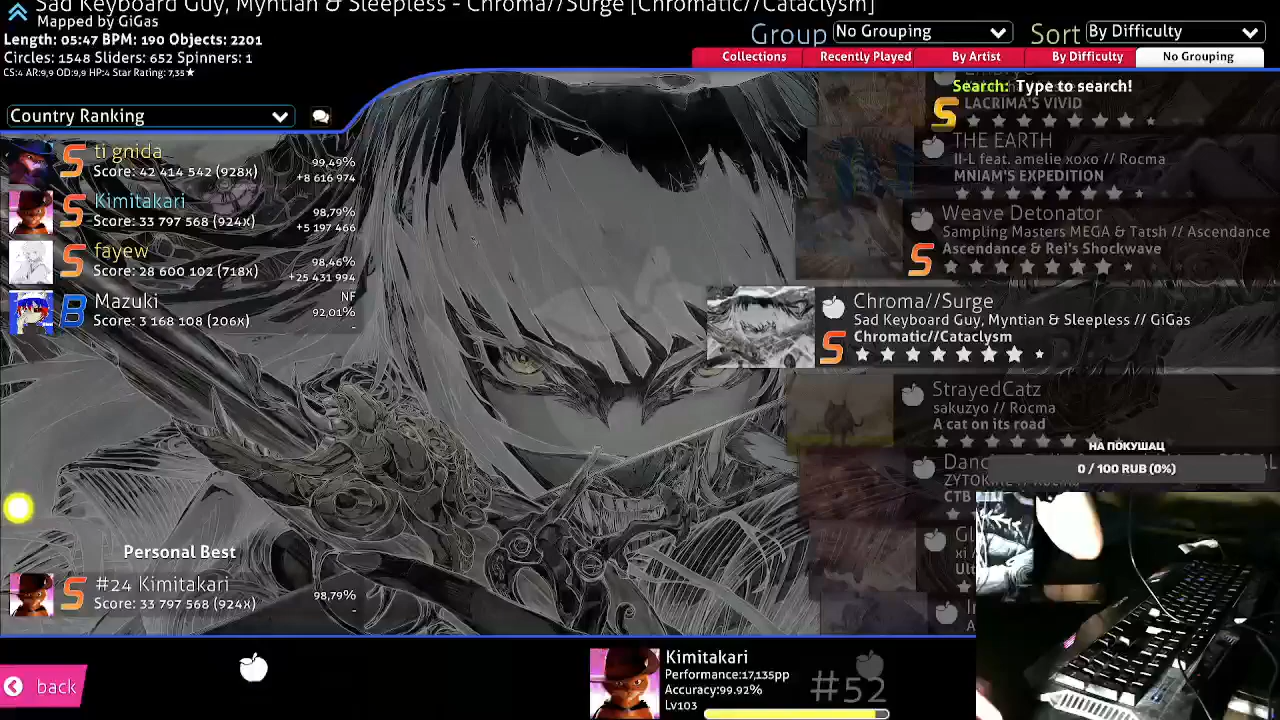 Sad Keyboard Guy, Myntian & Sleepless - Chroma//Surge [Chromatic//Cataclysm]
Mapped by GiGas
Length: 05:47 BPM: 190 Objects: 2201
Circles: 1548 Sliders: 652 Spinners: 1
CS:4 AR:9,9 OD:9,9 HP:4 Star Rating: 7,35★
Group No Grouping Sort By Difficulty
Collections Recently Played By Artist By Difficulty No Grouping
Search: Type to search!
Country Ranking
S ti gnida 99,49%
Score: 42 414 542 (928x) +8 616 974
S Kimitakari 98,79%
Score: 33 797 568 (924x) +5 197 466
S fayew 98,46%
Score: 28 600 102 (718x) +25 431 994
B Mazuki NF
Score: 3 168 108 (206x) 92,01%
-
Personal Best
S #24 Kimitakari 98,79%
Score: 33 797 568 (924x) -
S LACRIMA'S VIVID
THE EARTH
II-L feat. amelie xoxo // Rocma
MNIAM'S EXPEDITION
Weave Detonator
Sampling Masters MEGA & Tatsh // Ascendance
S Ascendance & Rei's Shockwave
Chroma//Surge
Sad Keyboard Guy, Myntian & Sleepless // GiGas
S Chromatic//Cataclysm
StrayedCatz
sakuzyo // Rocma
A cat on its road
НА ПОКУШАЦ
0 / 100 RUB (0%)
CTB
xi
back
Kimitakari
Performance:17,135pp
Accuracy:99.92%
Lv103
#52